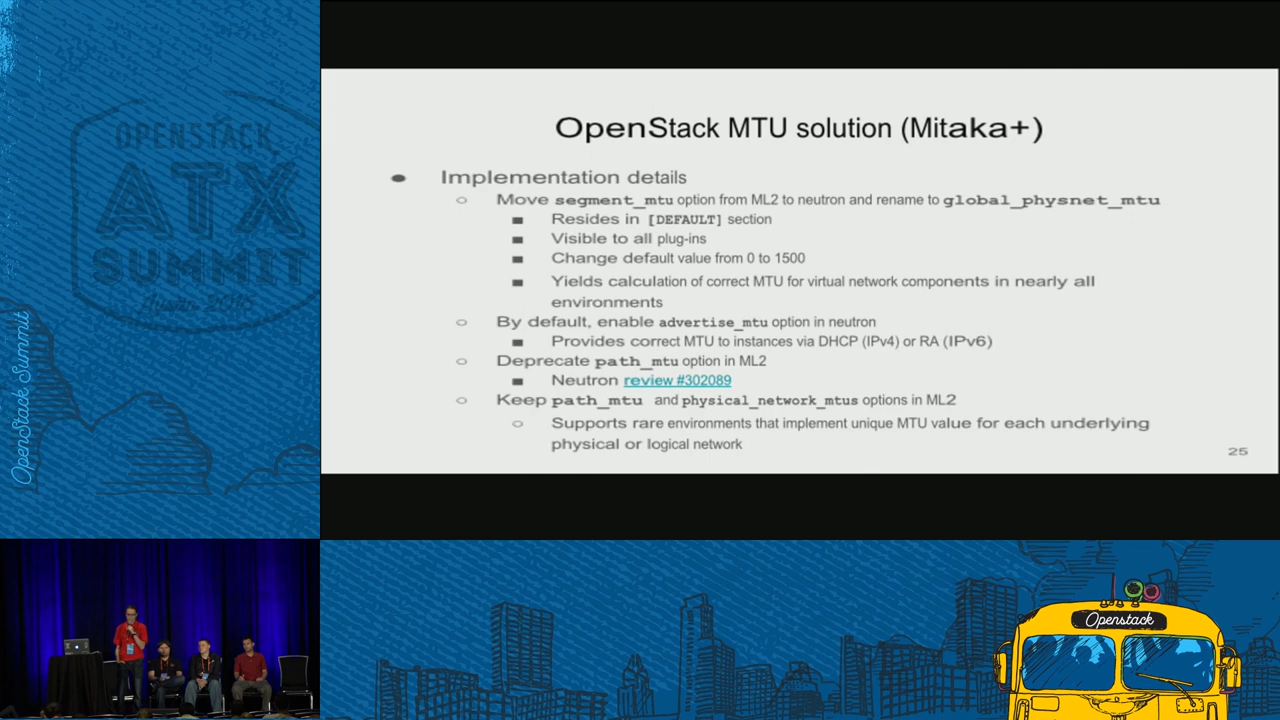 OPENSTACK
ATX
SUMMIT
Austin 2016
OpenStack Summit
OpenStack MTU solution (Mitaka+)
● Implementation details
○ Move segment_mtu option from ML2 to neutron and rename to global_physnet_mtu
■ Resides in [DEFAULT] section
■ Visible to all plug-ins
■ Change default value from 0 to 1500
■ Yields calculation of correct MTU for virtual network components in nearly all
environments
○ By default, enable advertise_mtu option in neutron
■ Provides correct MTU to instances via DHCP (IPv4) or RA (IPv6)
○ Deprecate path_mtu option in ML2
■ Neutron review #302089
○ Keep path_mtu and physical_network_mtus options in ML2
○ Supports rare environments that implement unique MTU value for each underlying
physical or logical network
25
Openstack